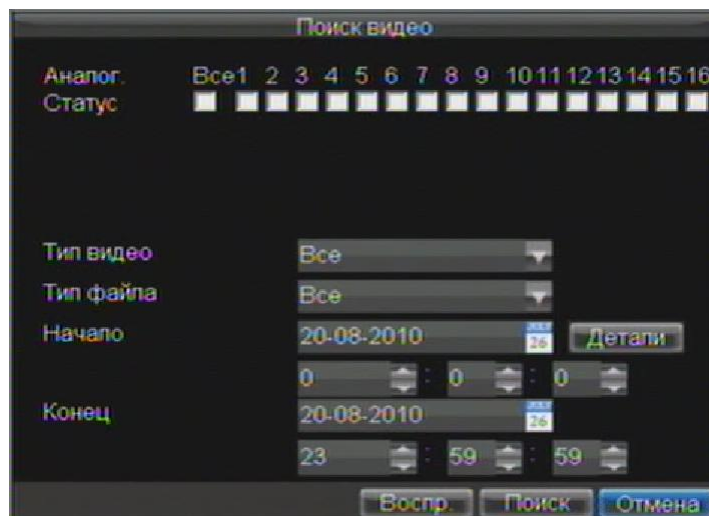 Поиск видео
Аналог. Все 1 2 3 4 5 6 7 8 9 10 11 12 13 14 15 16
Статус
Тип видео Все
Тип файла Все
Начало 20-08-2010 JULY 26 Детали
0 : 0 : 0
Конец 20-08-2010 JULY 26
23 : 59 : 59
Воспр. Поиск Отмена